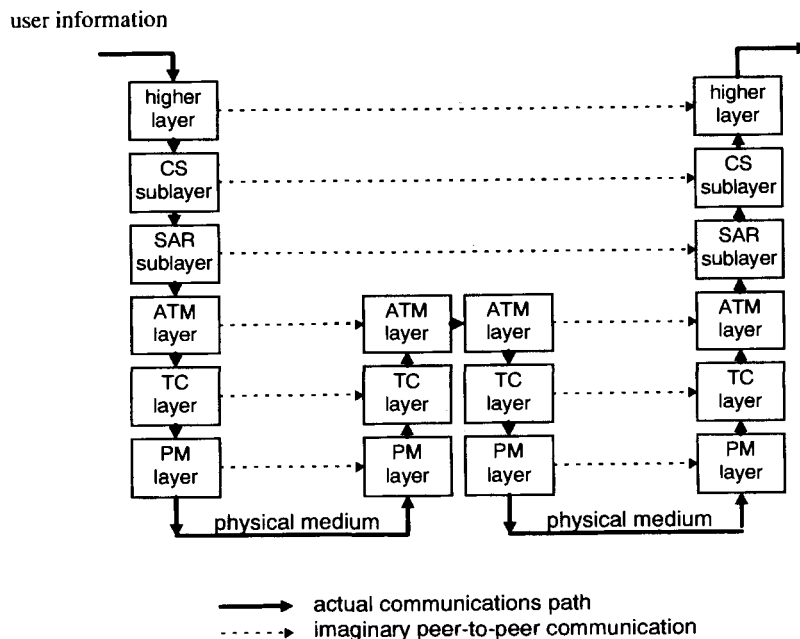 user information
higher
layer
higher
layer
CS
sublayer
CS
sublayer
SAR
sublayer
SAR
sublayer
ATM
layer
ATM
layer
ATM
layer
ATM
layer
TC
layer
TC
layer
TC
layer
TC
layer
PM
layer
PM
layer
PM
layer
PM
layer
physical medium
physical medium
actual communications path
imaginary peer-to-peer communication